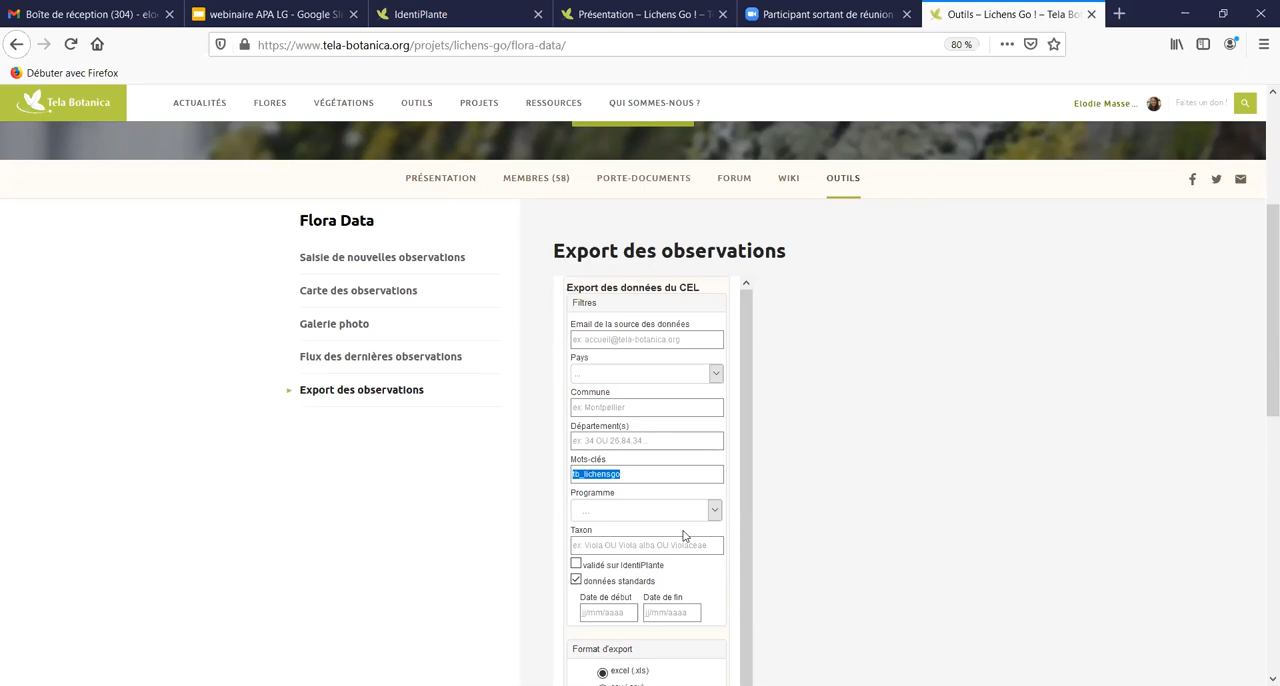 Boîte de réception (304) - elo
webinaire APA LG - Google Sli
IdentiPlante
Présentation – Lichens Go ! – T
Participant sortant de réunion
Outils – Lichens Go ! – Tela Bo
https://www.tela-botanica.org/projets/lichens-go/flora-data/
80 %
Débuter avec Firefox
Tela Botanica
ACTUALITÉS
FLORES
VÉGÉTATIONS
OUTILS
PROJETS
RESSOURCES
QUI SOMMES-NOUS ?
Elodie Masse...
Faites un don !
PRÉSENTATION
MEMBRES (58)
PORTE-DOCUMENTS
FORUM
WIKI
OUTILS
Flora Data
Saisie de nouvelles observations
Carte des observations
Galerie photo
Flux des dernières observations
Export des observations
Export des observations
Export des données du CEL
Filtres
Email de la source des données
ex: accueil@tela-botanica.org
Pays
...
Commune
ex: Montpellier
Département(s)
ex: 34 OU 26,84,34...
Mots-clés
tb_lichensgo
Programme
...
Taxon
ex: Viola OU Viola alba OU Violaceae
validé sur IdentiPlante
données standards
Date de début
Date de fin
jj/mm/aaaa
jj/mm/aaaa
Format d'export
excel (.xls)